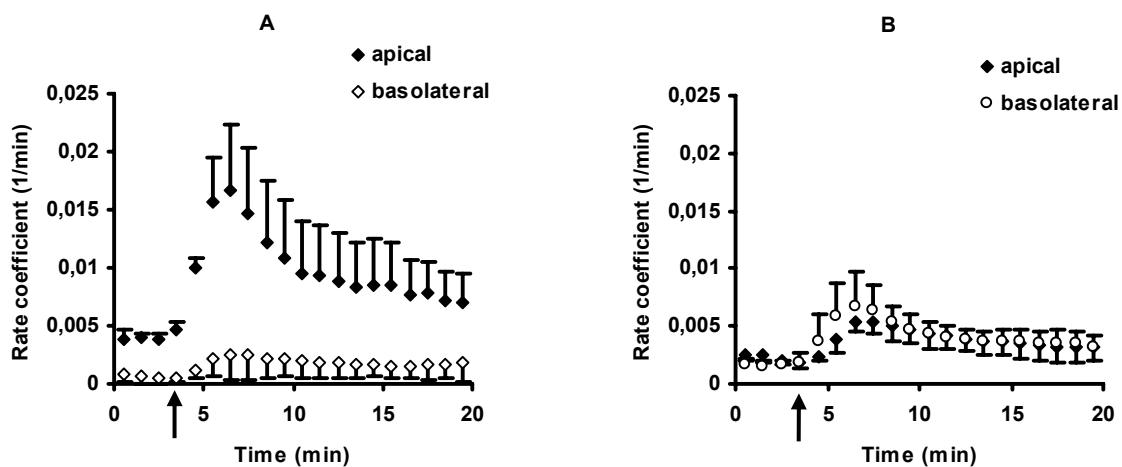 A
apical
basolateral
Rate coefficient (1/min)
0,025
0,02
0,015
0,01
0,005
0
0 5 10 15 20
Time (min)
B
apical
basolateral
Rate coefficient (1/min)
0,025
0,02
0,015
0,01
0,005
0
0 5 10 15 20
Time (min)